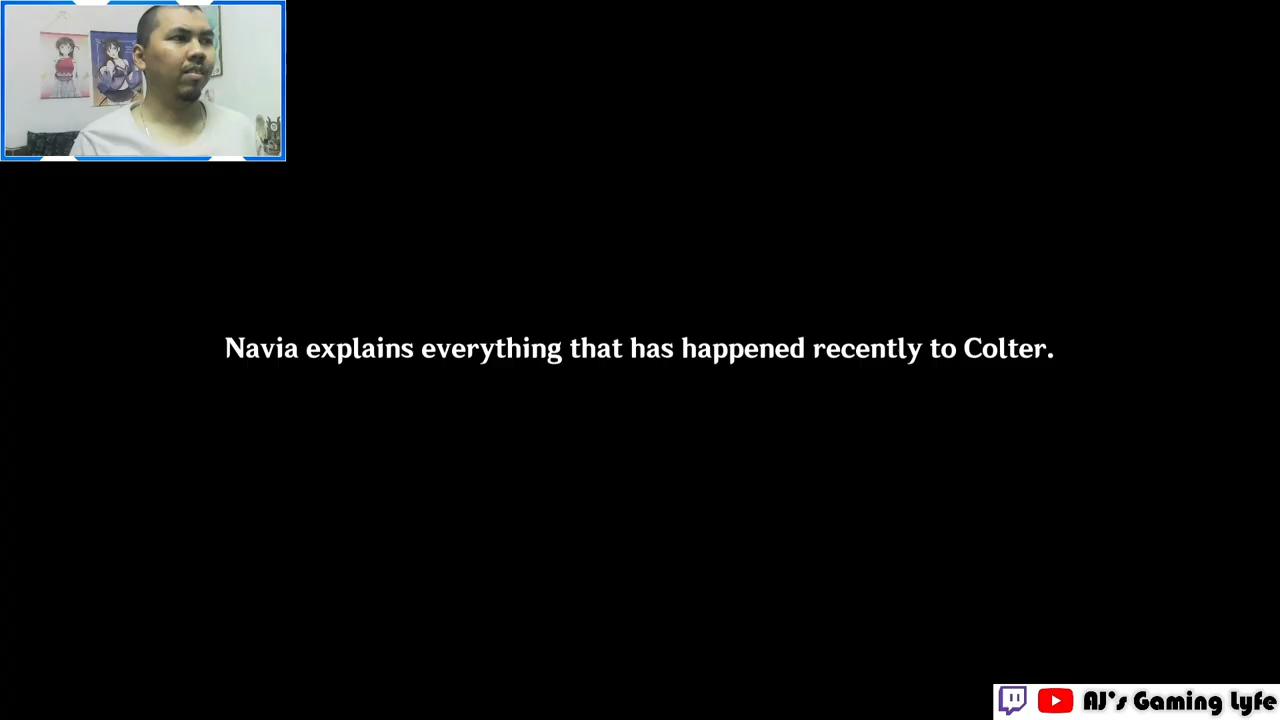 Navia explains everything that has happened recently to Colter.
AJ's Gaming Lyfe